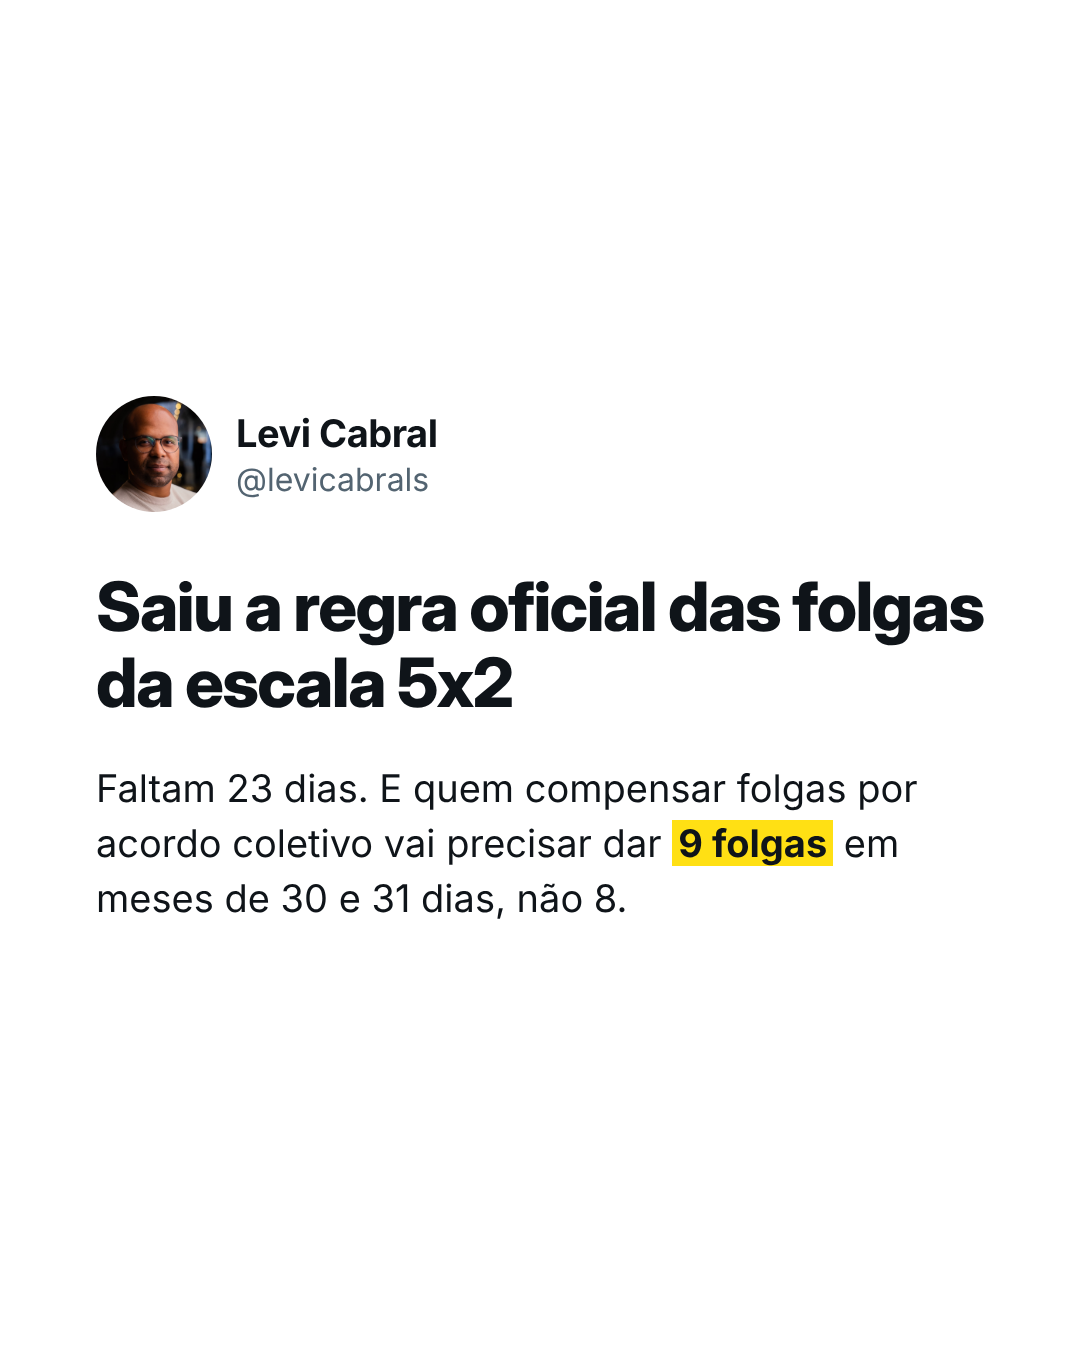 Levi Cabral
@levicabrals
Saiu a regra oficial das folgas
da escala 5x2
Faltam 23 dias. E quem compensar folgas por
acordo coletivo vai precisar dar 9 folgas em
meses de 30 e 31 dias, não 8.